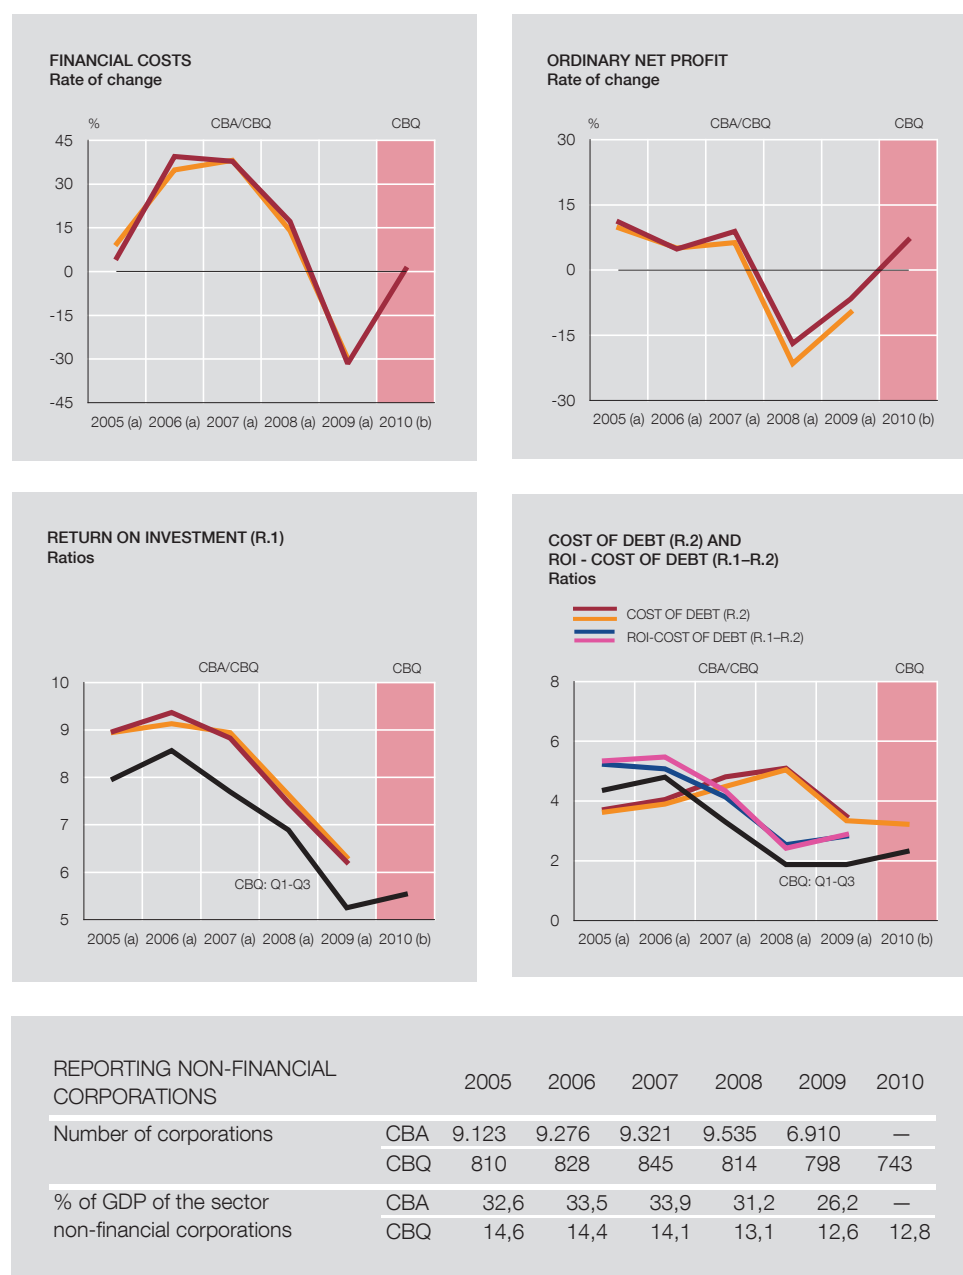 FINANCIAL COSTS
Rate of change
% CBA/CBQ CBQ
45
30
15
0
-15
-30
-45
2005 (a) 2006 (a) 2007 (a) 2008 (a) 2009 (a) 2010 (b)
ORDINARY NET PROFIT
Rate of change
% CBA/CBQ CBQ
30
15
0
-15
-30
2005 (a) 2006 (a) 2007 (a) 2008 (a) 2009 (a) 2010 (b)
RETURN ON INVESTMENT (R.1)
Ratios
CBA/CBQ CBQ
10
9
8
7
6
CBQ: Q1-Q3
5
2005 (a) 2006 (a) 2007 (a) 2008 (a) 2009 (a) 2010 (b)
COST OF DEBT (R.2) AND
ROI - COST OF DEBT (R.1–R.2)
Ratios
COST OF DEBT (R.2)
ROI-COST OF DEBT (R.1–R.2)
CBA/CBQ CBQ
8
6
4
2
CBQ: Q1-Q3
0
2005 (a) 2006 (a) 2007 (a) 2008 (a) 2009 (a) 2010 (b)
REPORTING NON-FINANCIAL
CORPORATIONS
2005 2006 2007 2008 2009 2010
Number of corporations CBA 9.123 9.276 9.321 9.535 6.910 —
CBQ 810 828 845 814 798 743
% of GDP of the sector CBA 32,6 33,5 33,9 31,2 26,2 —
non-financial corporations CBQ 14,6 14,4 14,1 13,1 12,6 12,8